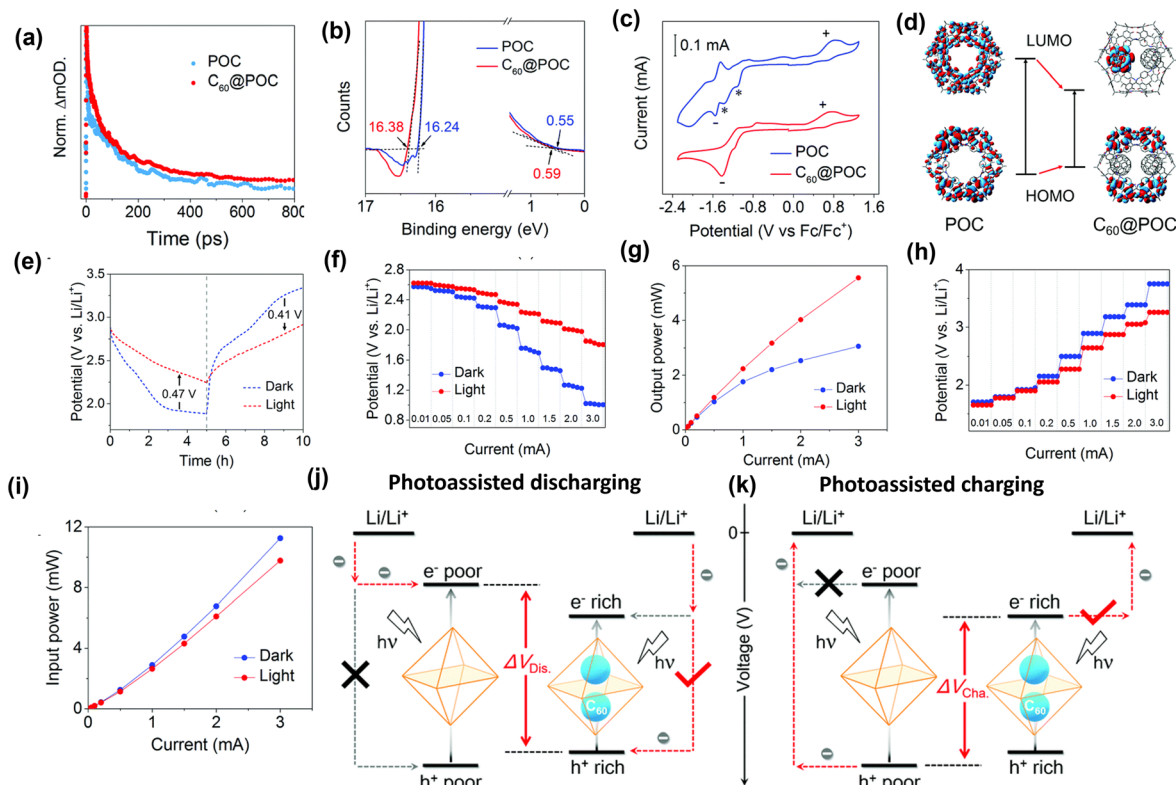 (a)
Norm. ΔmOD.
POC
C₆₀@POC
0 200 400 600 800
Time (ps)
(b)
Counts
POC
C₆₀@POC
16.38
16.24
0.55
0.59
17 16 1 0
Binding energy (eV)
(c)
Current (mA)
0.1 mA
+
*
*
*
-
+
POC
C₆₀@POC
-
-2.4 -1.6 -0.8 0.0 0.8 1.6
Potential (V vs Fc/Fc⁺)
(d)
LUMO
HOMO
POC
C₆₀@POC
(e)
Potential (V vs. Li/Li⁺)
3.5
3.0
2.5
2.0
0.41 V
0.47 V
Dark
Light
0 2 4 6 8 10
Time (h)
(f)
Potential (V vs. Li/Li⁺)
2.8
2.6
2.4
2.2
2.0
1.8
1.6
1.4
1.2
1.0
Dark
Light
0.01 0.05 0.1 0.2 0.5 1.0 1.5 2.0 3.0
Current (mA)
(g)
Output power (mW)
6
4
2
0
Dark
Light
0 1 2 3
Current (mA)
(h)
Potential (V vs. Li/Li⁺)
4
3
2
Dark
Light
0.01 0.05 0.1 0.2 0.5 1.0 1.5 2.0 3.0
Current (mA)
(i)
Input power (mW)
12
8
4
0
Dark
Light
0 1 2 3
Current (mA)
(j)
Photoassisted discharging
Li/Li⁺
Li/Li⁺
e⁻ poor
e⁻ rich
hν
hν
ΔV_Dis.
C₆₀
h⁺ poor
h⁺ rich
(k)
Photoassisted charging
0
Voltage (V)
Li/Li⁺
Li/Li⁺
e⁻ poor
e⁻ rich
hν
hν
ΔV_Cha.
C₆₀
h⁺ poor
h⁺ rich